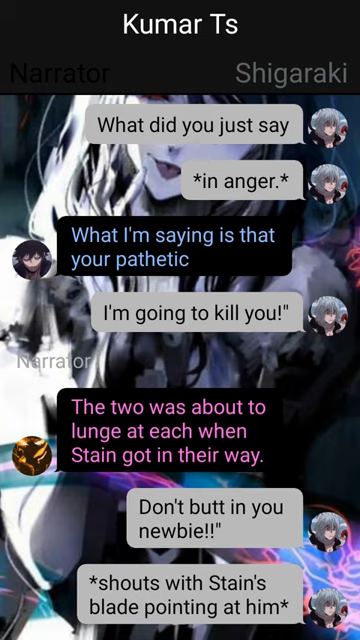 Kumar Ts
Narrator
Shigaraki
What did you just say
*in anger.*
What I'm saying is that
your pathetic
I'm going to kill you!"
Narrator
The two was about to
lunge at each when
Stain got in their way.
Don't butt in you
newbie!!"
*shouts with Stain's
blade pointing at him*